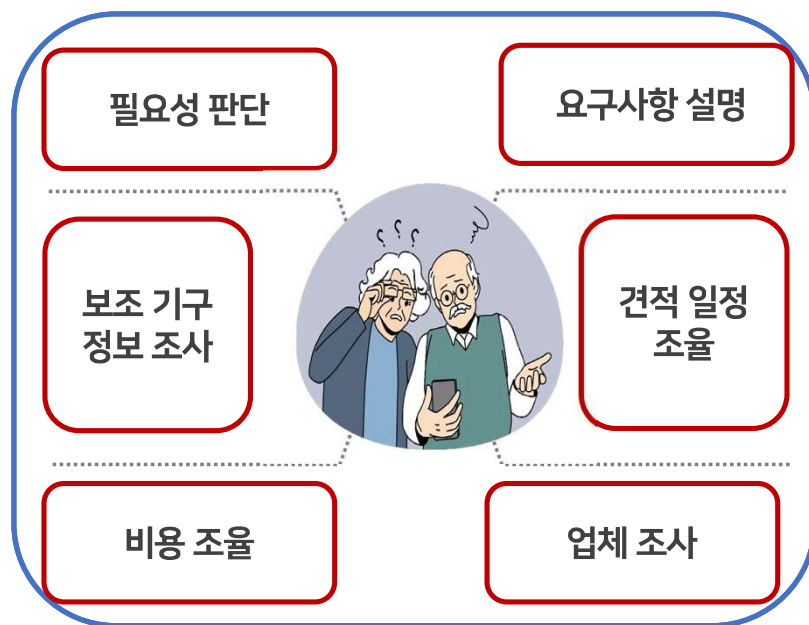 필요성 판단
요구사항 설명
보조 기구
정보 조사
견적 일정
조율
비용 조율
업체 조사